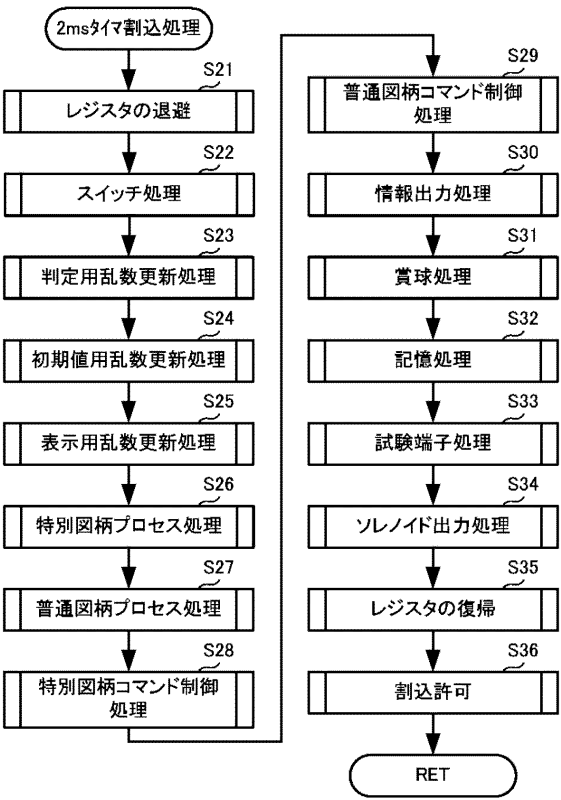 2msタイマ割込処理
S21
レジスタの退避
S22
スイッチ処理
S23
判定用乱数更新処理
S24
初期値用乱数更新処理
S25
表示用乱数更新処理
S26
特別図柄プロセス処理
S27
普通図柄プロセス処理
S28
特別図柄コマンド制御
処理
S29
普通図柄コマンド制御
処理
S30
情報出力処理
S31
賞球処理
S32
記憶処理
S33
試験端子処理
S34
ソレノイド出力処理
S35
レジスタの復帰
S36
割込許可
RET